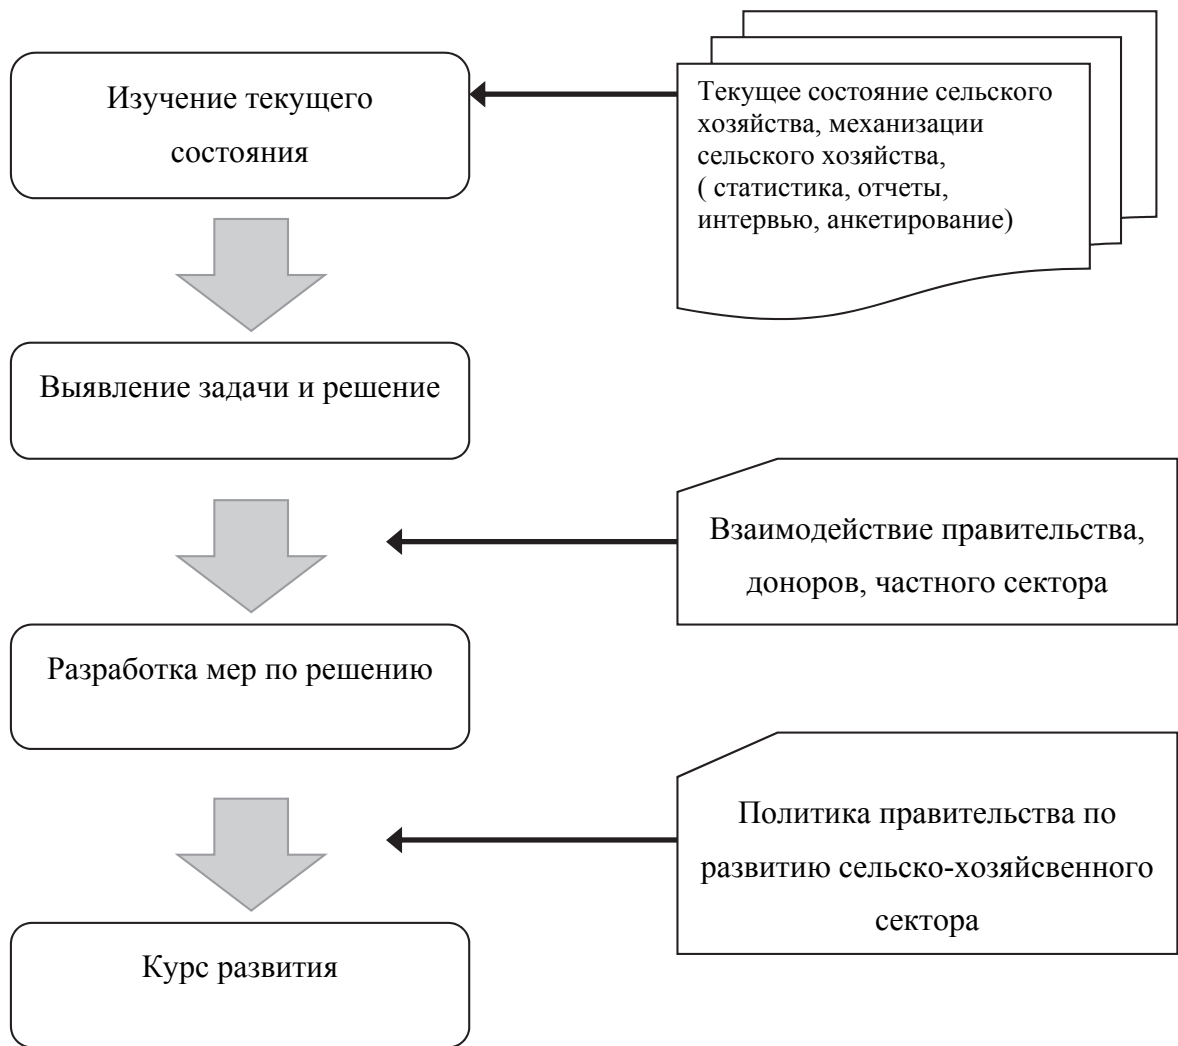 Изучение текущего
состояния
Текущее состояние сельского
хозяйства, механизации
сельского хозяйства,
( статистика, отчеты,
интервью, анкетирование)
Выявление задачи и решение
Взаимодействие правительства,
доноров, частного сектора
Разработка мер по решению
Политика правительства по
развитию сельско-хозяйсвенного
сектора
Курс развития